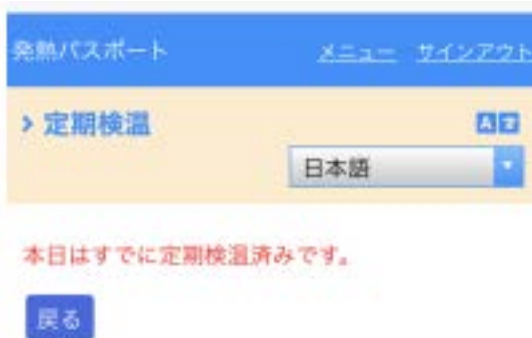 発熱パスポート メニュー サインアウト
> 定期検温
A す
日本語
本日はすでに定期検温済みです。
戻る